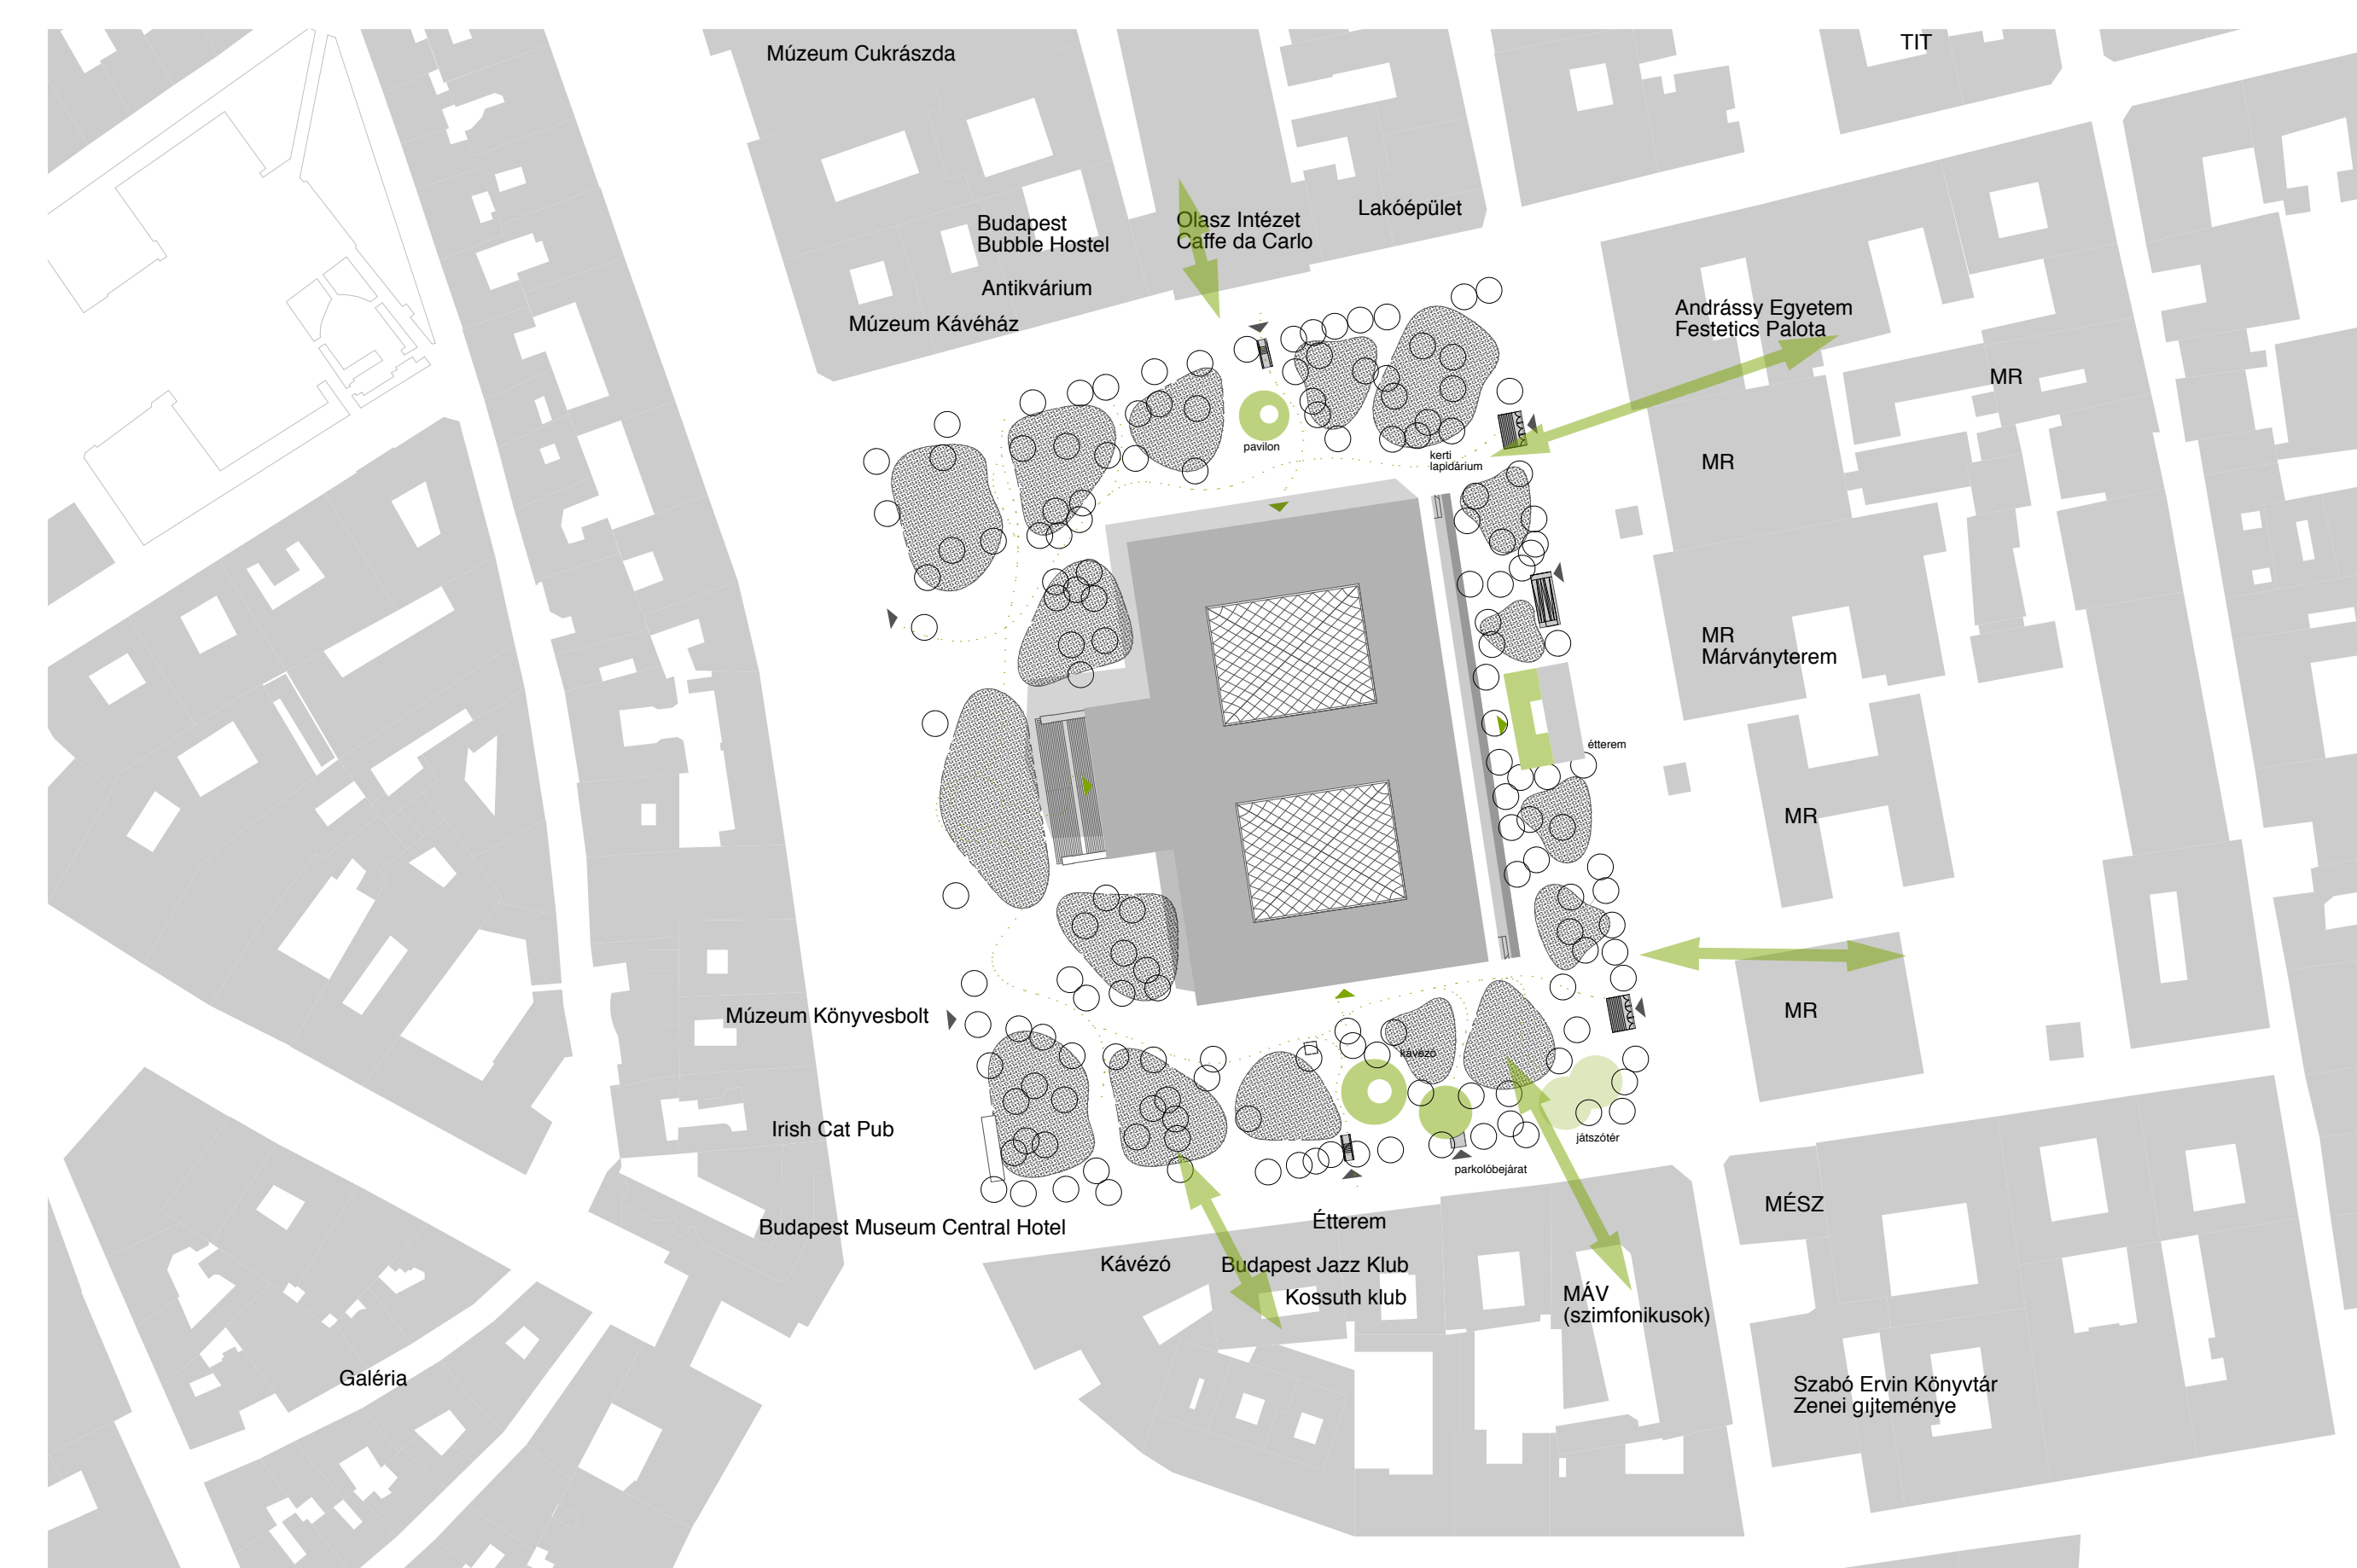 TIT
Múzeum Cukrászda
Lakóépület
Olasz Intézet
Caffe da Carlo
Budapest
Bubble Hostel
Antikvárium
Múzeum Kávéház
Andrássy Egyetem
Festetics Palota
MR
pavilon
kerti
lapidárium
MR
MR
Márványterem
étterem
MR
Múzeum Könyvesbolt
MR
kávézó
Irish Cat Pub
játszótér
parkolóbejárat
MÉSZ
Budapest Museum Central Hotel
Étterem
Kávézó
Budapest Jazz Klub
Kossuth klub
MÁV
(szimfonikusok)
Galéria
Szabó Ervin Könyvtár
Zenei gıjteménye